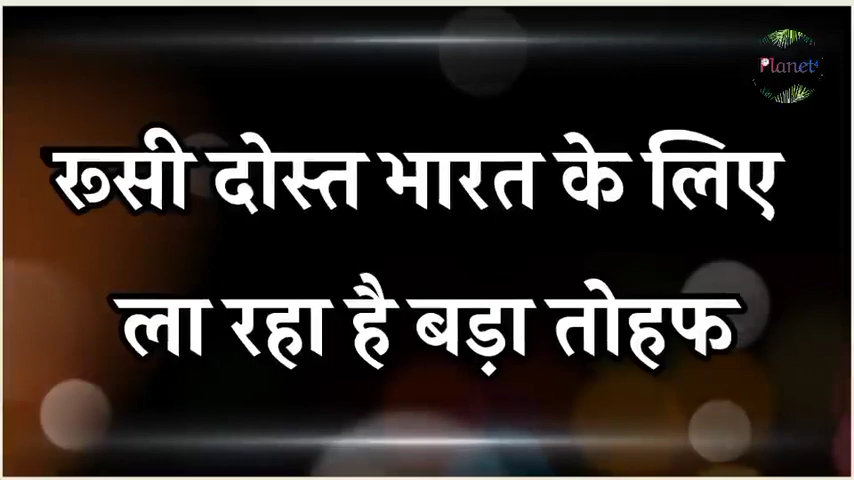 Planet
रूसी दोस्त भारत के लिए
ला रहा है बड़ा तोहफ